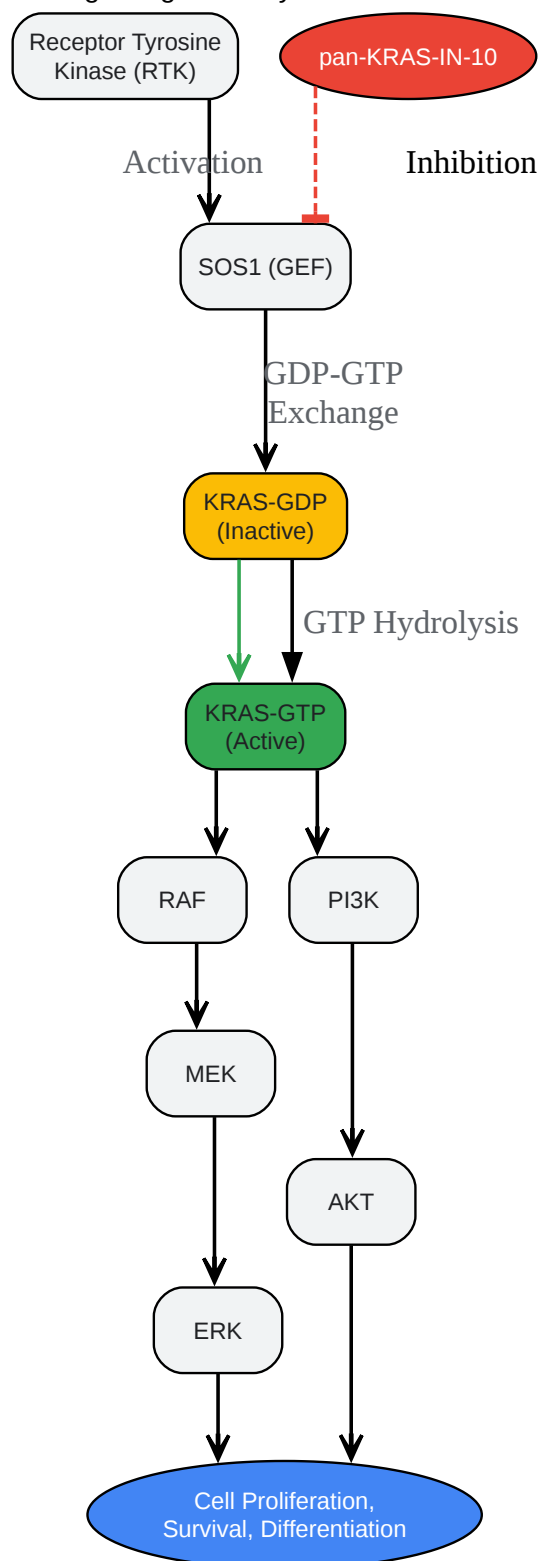 Receptor Tyrosine
Kinase (RTK)
pan-KRAS-IN-10
Activation
Inhibition
SOS1 (GEF)
GDP-GTP
Exchange
KRAS-GDP
(Inactive)
GTP Hydrolysis
KRAS-GTP
(Active)
RAF
PI3K
MEK
AKT
ERK
Cell Proliferation,
Survival, Differentiation